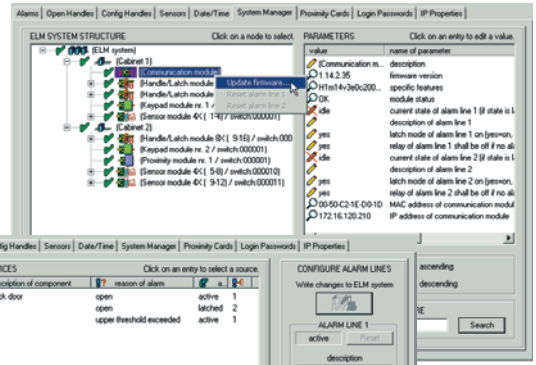 Alarms | Open Handles | Config Handles | Sensors | Date/Time | System Manager | Proximity Cards | Login Passwords | IP Properties
ELM SYSTEM STRUCTURE Click on a node to select.
(ELM system)
(Cabinet 1)
(Communication module)
(Handle/Latch module
(Handle/Latch module
(Keypad module nr. 1 /
(Sensor module 4X ( 1-4) / switch:000010)
(Cabinet 2)
(Handle/Latch module 8X ( 9-16) / switch:000
(Keypad module nr. 2 / switch:000001)
(Proximity module nr. 1 / switch:000001)
(Sensor module 4X ( 5-8) / switch:000010)
(Sensor module 4X ( 9-12) / switch:000011)
Update firmware...
Reset alarm line 1
Reset alarm line 2
PARAMETERS Click on an entry to edit a value.
value name of parameter
(Communication m... description
1.14.2.35 firmware version
H1m14v3e0c200... specific features
OK module status
idle current state of alarm line 1 (if state is l
description of alarm line 1
yes latch mode of alarm line 1 on (yes=on,
yes relay of alarm line 1 shall be off if no al
idle current state of alarm line 2 (if state is l
description of alarm line 2
yes latch mode of alarm line 2 on (yes=on,
yes relay of alarm line 2 shall be off if no al
00-50-C2-1E-D0-1D MAC address of communication modul
172.16.120.210 IP address of communication module
ascending
descending
RE
Search
fig Handles | Sensors | Date/Time | System Manager | Proximity Cards | Login Passwords | IP Properties
RCES Click on an entry to select a source.
cription of component reason of alarm a..
ck door open active 1
open latched 2
upper threshold exceeded active 1
CONFIGURE ALARM LINES
Write changes to ELM system
ALARM LINE 1
active Reset
description